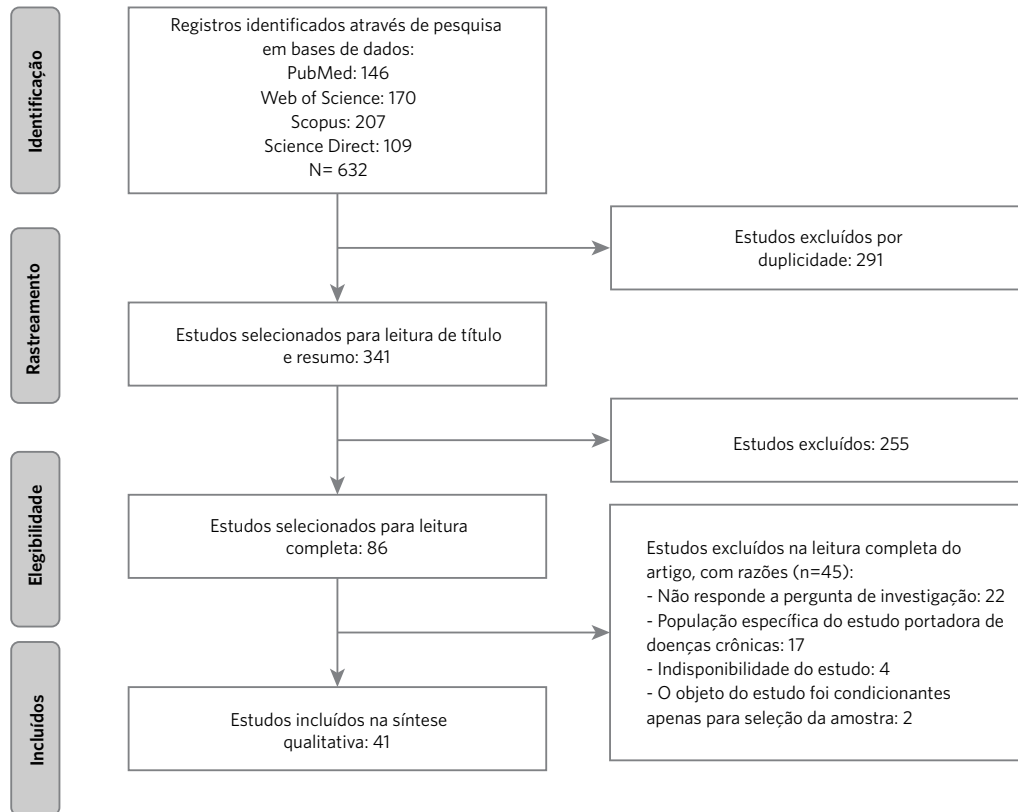 Identificação
Registros identificados através de pesquisa
em bases de dados:
PubMed: 146
Web of Science: 170
Scopus: 207
Science Direct: 109
N= 632
Rastreamento
Estudos excluídos por
duplicidade: 291
Estudos selecionados para leitura de título
e resumo: 341
Estudos excluídos: 255
Elegibilidade
Estudos selecionados para leitura
completa: 86
Estudos excluídos na leitura completa do
artigo, com razões (n=45):
- Não responde a pergunta de investigação: 22
- População específica do estudo portadora de
doenças crônicas: 17
- Indisponibilidade do estudo: 4
- O objeto do estudo foi condicionantes
apenas para seleção da amostra: 2
Incluídos
Estudos incluídos na síntese
qualitativa: 41